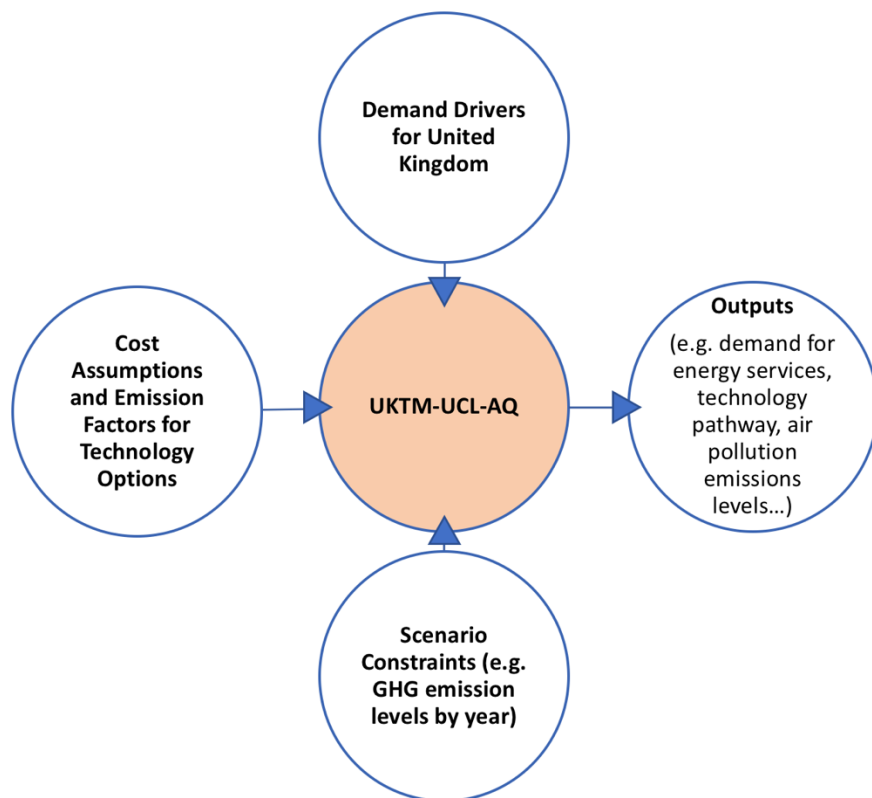 Demand Drivers
for United
Kingdom
Cost
Assumptions
and Emission
Factors for
Technology
Options
UKTM-UCL-AQ
Outputs
(e.g. demand for
energy services,
technology
pathway, air
pollution
emissions
levels…)
Scenario
Constraints (e.g.
GHG emission
levels by year)